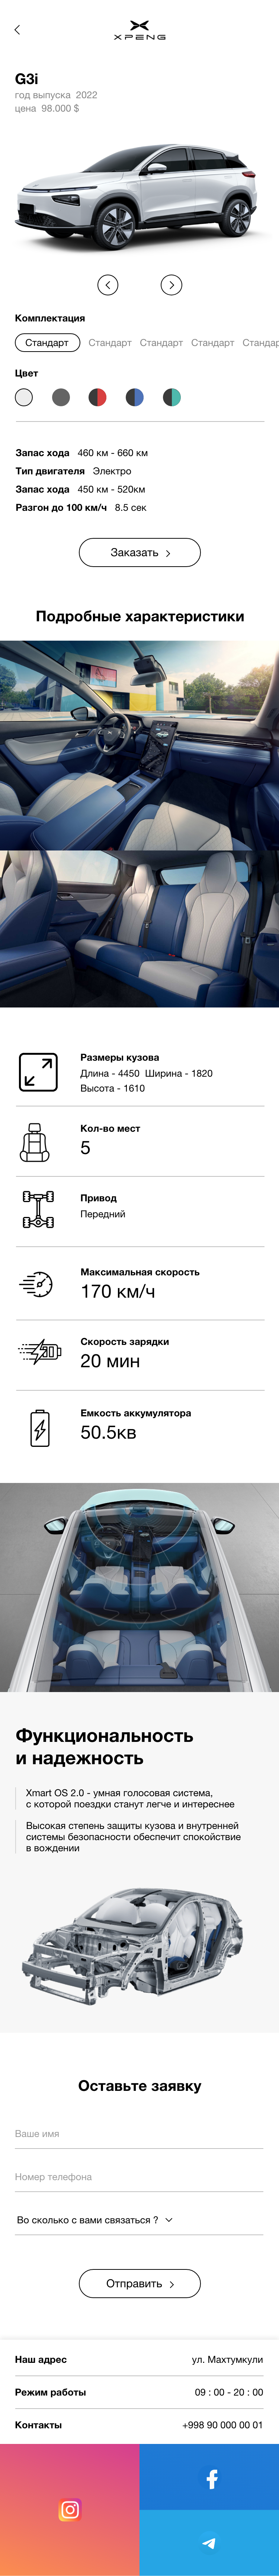 XPENG
G3i
год выпуска 2022
цена 98.000 $
Комплектация
Стандарт Стандарт Стандарт Стандарт Стандар
Цвет
Запас хода 460 км - 660 км
Тип двигателя Электро
Запас хода 450 км - 520км
Разгон до 100 км/ч 8.5 сек
Заказать
Подробные характеристики
Размеры кузова
Длина - 4450 Ширина - 1820
Высота - 1610
Кол-во мест
5
Привод
Передний
Максимальная скорость
170 км/ч
Скорость зарядки
20 мин
Емкость аккумулятора
50.5кв
Функциональность
и надежность
Xmart OS 2.0 - умная голосовая система,
с которой поездки станут легче и интереснее
Высокая степень защиты кузова и внутренней
системы безопасности обеспечит спокойствие
в вождении
Оставьте заявку
Ваше имя
Номер телефона
Во сколько с вами связаться ?
Отправить
Наш адрес ул. Махтумкули
Режим работы 09 : 00 - 20 : 00
Контакты +998 90 000 00 01